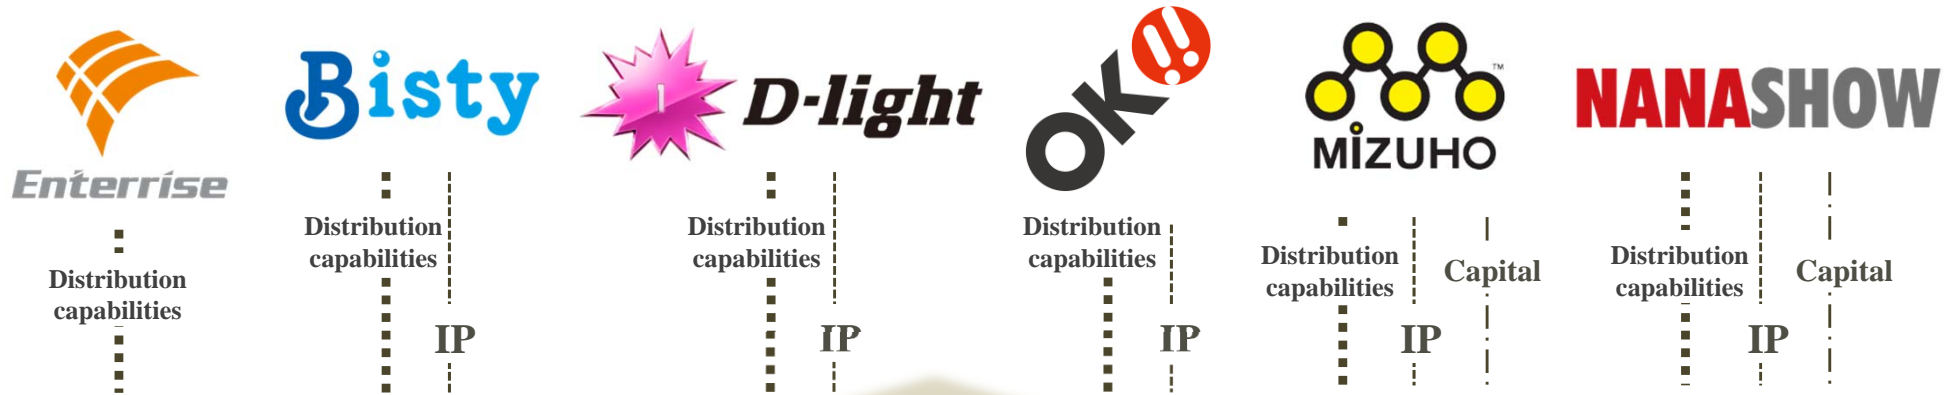 Enterrise
Bisty
D-light
OK!!
MIZUHO
TM
NANASHOW
Distribution
capabilities
Distribution
capabilities
IP
Distribution
capabilities
IP
Distribution
capabilities
IP
Distribution
capabilities
IP
Capital
Distribution
capabilities
IP
Capital